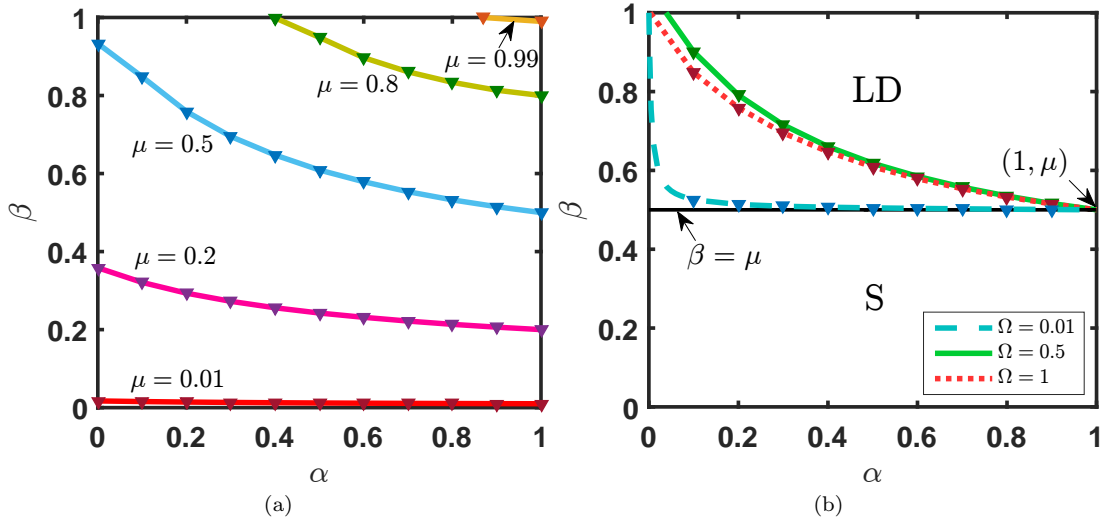 1
0.8
0.6
0.4
0.2
0
β
μ = 0.99
μ = 0.8
μ = 0.5
μ = 0.2
μ = 0.01
0 0.2 0.4 0.6 0.8 1
α
(a)
1
0.8
0.6
0.4
0.2
0
β
LD
(1, μ)
β = μ
S
Ω = 0.01
Ω = 0.5
Ω = 1
0 0.2 0.4 0.6 0.8 1
α
(b)